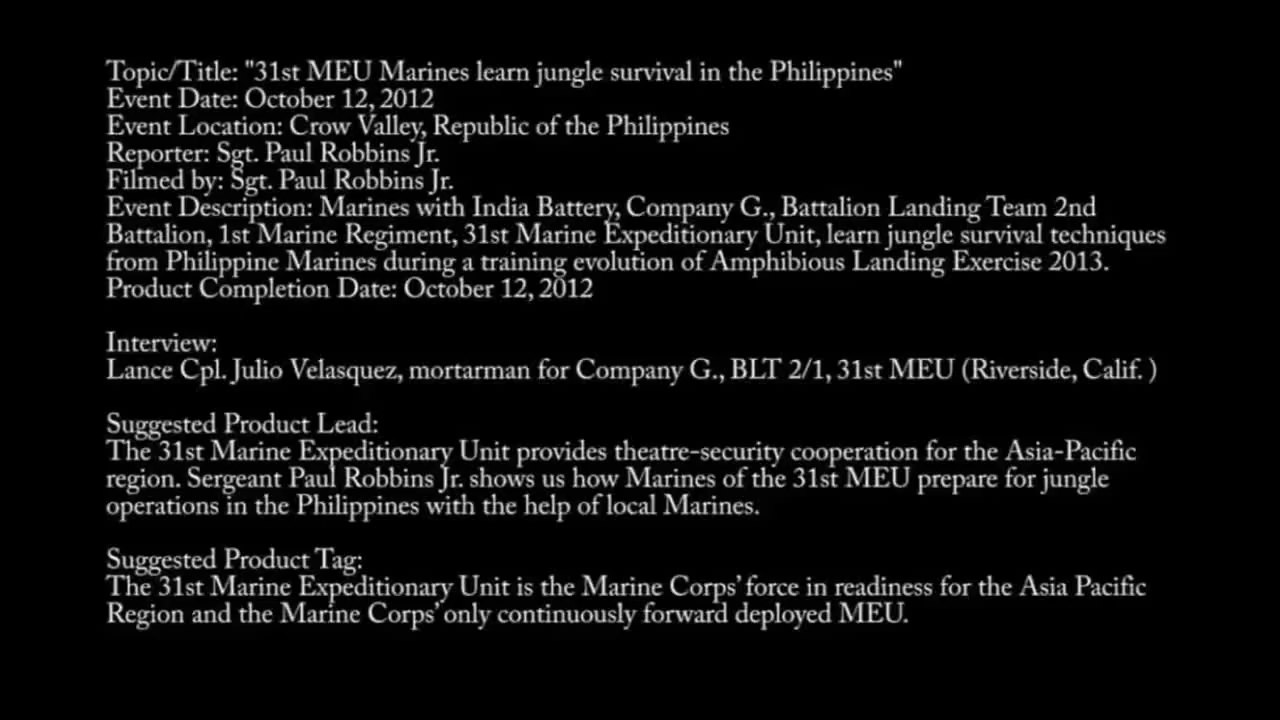 Topic/Title: "31st MEU Marines learn jungle survival in the Philippines"
Event Date: October 12, 2012
Event Location: Crow Valley, Republic of the Philippines
Reporter: Sgt. Paul Robbins Jr.
Filmed by: Sgt. Paul Robbins Jr.
Event Description: Marines with India Battery, Company G., Battalion Landing Team 2nd
Battalion, 1st Marine Regiment, 31st Marine Expeditionary Unit, learn jungle survival techniques
from Philippine Marines during a training evolution of Amphibious Landing Exercise 2013.
Product Completion Date: October 12, 2012
Interview:
Lance Cpl. Julio Velasquez, mortarman for Company G., BLT 2/1, 31st MEU (Riverside, Calif. )
Suggested Product Lead:
The 31st Marine Expeditionary Unit provides theatre-security cooperation for the Asia-Pacific
region. Sergeant Paul Robbins Jr. shows us how Marines of the 31st MEU prepare for jungle
operations in the Philippines with the help of local Marines.
Suggested Product Tag:
The 31st Marine Expeditionary Unit is the Marine Corps' force in readiness for the Asia Pacific
Region and the Marine Corps' only continuously forward deployed MEU.